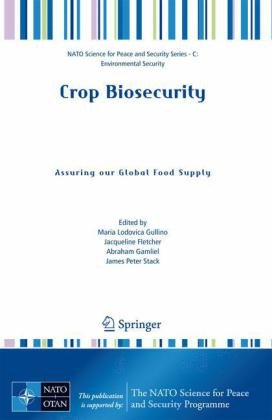 NATO Science for Peace and Security Series - C:
Environmental Security
Crop Biosecurity
Assuring our Global Food Supply
Edited by
Maria Lodovica Gullino
Jacqueline Fletcher
Abraham Gamliel
James Peter Stack
Springer
NATO
OTAN
This publication
is supported by:
The NATO Science for Peace
and Security Programme